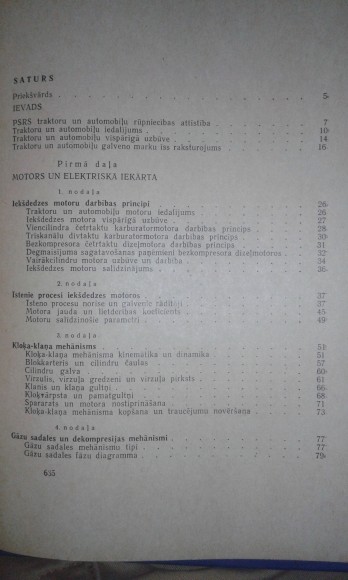 SATURS
Priekšvārds . . . 5
IEVADS
PSRS traktoru un automobiļu rūpniecības attīstība . . . 7
Traktoru un automobiļu iedalījums . . . 10
Traktoru un automobiļu vispārīgā uzbūve . . . 14
Traktoru un automobiļu galveno marku īss raksturojums . . . 16
Pirmā daļa
MOTORS UN ELEKTRISKĀ IEKĀRTA
1. nodaļa
Iekšdedzes motoru darbības principi . . . 26
Traktoru un automobiļu motoru iedalījums . . . 26
Iekšdedzes motora vispārīgā uzbūve . . . 27
Viencilindra četrtaktu karburatormotora darbības princips . . . 28
Trīskanālu divtaktu karburatormotora darbības princips . . . 30
Beskompresora četrtaktu dīzeļmotora darbības princips . . . 31
Degmaisījuma sagatavošanas paņēmieni beskompresora dīzeļmotoros . 32
Vairākcilindru motora uzbūve un darbība . . . 34
Iekšdedzes motoru salīdzinājums . . . 36
2. nodaļa
Īstenie procesi iekšdedzes motoros . . . 37
Īsteno procesu norise un galvenie rādītāji . . . 37
Motora jauda un lietderības koeficients . . . 45
Motoru salīdzinošie parametri . . . 49
3. nodaļa
Kloķa-klaņa mehānisms . . . 51
Kloķa-klaņa mehānisma kinemātika un dinamika . . . 51
Blokkarteris un cilindru čaulas . . . 57
Cilindru galva . . . 60
Virzulis, virzuļa gredzeni un virzuļa pirksts . . . 61
Klanis un klaņa gultņi . . . 66
Kloķvārpsta un pamatgultņi . . . 68
Spararats un motora nostiprināšana . . . 71
Kloķa-klaņa mehānisma kopšana un traucējumu novēršana . . . 73
4. nodaļa
Gāzu sadales un dekompresijas mehānismi . . . 77
Gāzu sadales mehānismu tipi . . . 77
Gāzu sadales fāzu diagramma . . . 79
655